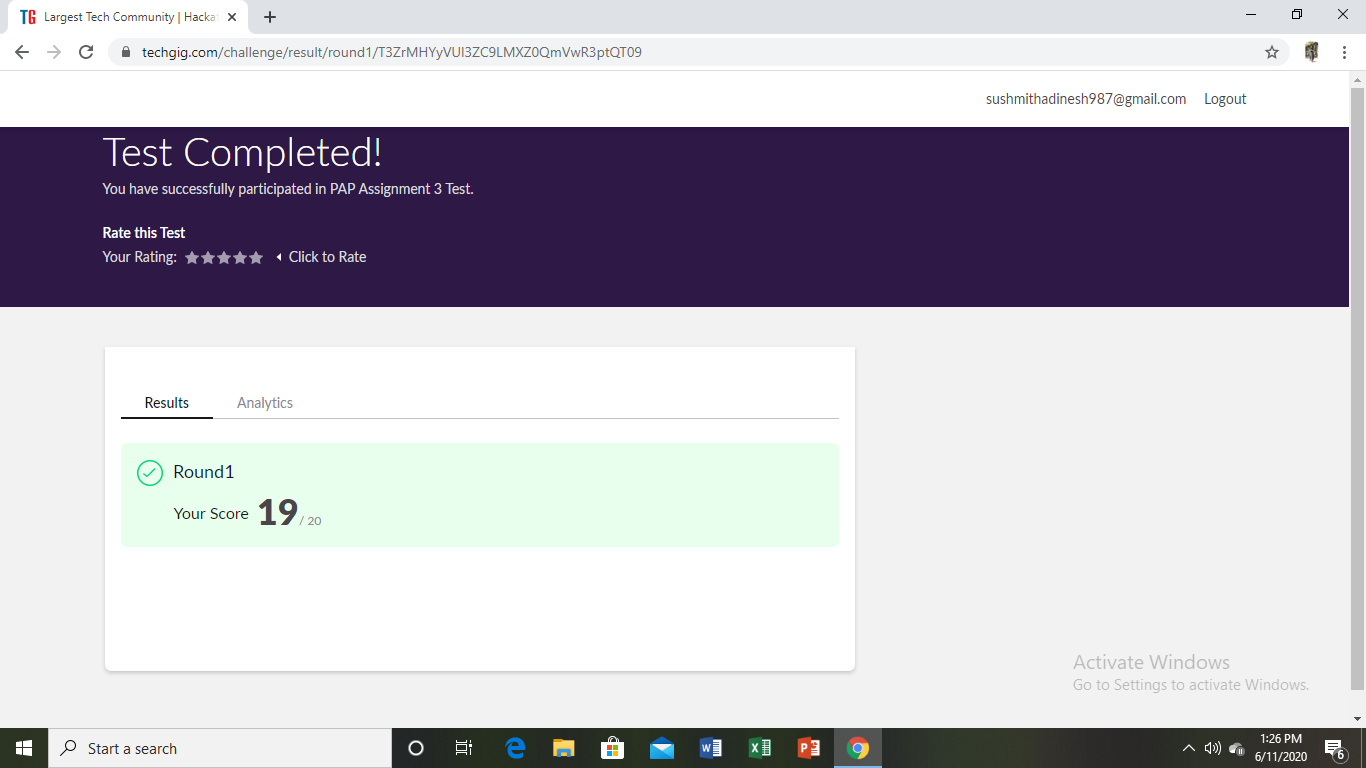 TG Largest Tech Community | Hacka
techgig.com/challenge/result/round1/T3ZrMHYyVUI3ZC9LMXZ0QmVwR3ptQT09
sushmithadinesh987@gmail.com Logout
Test Completed!
You have successfully participated in PAP Assignment 3 Test.
Rate this Test
Your Rating: Click to Rate
Results Analytics
Round1
Your Score 19 / 20
Activate Windows
Go to Settings to activate Windows.
Start a search
1:26 PM
6/11/2020
6